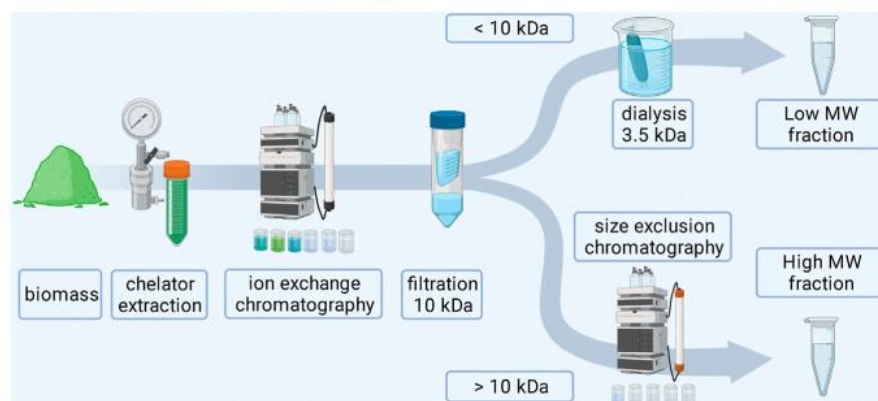 < 10 kDa
dialysis
3.5 kDa
Low MW
fraction
biomass
chelator
extraction
ion exchange
chromatography
filtration
10 kDa
size exclusion
chromatography
High MW
fraction
> 10 kDa